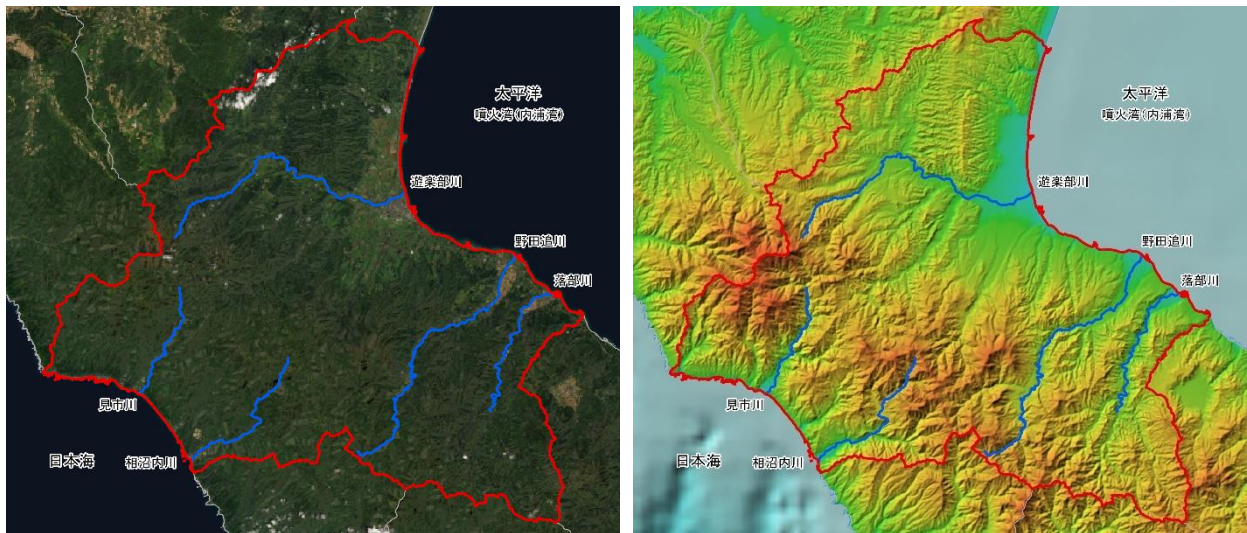 太平洋
噴火湾(内浦湾)
遊楽部川
野田追川
落部川
見市川
日本海
相沼内川
太平洋
噴火湾(内浦湾)
遊楽部川
野田追川
落部川
見市川
日本海
相沼内川